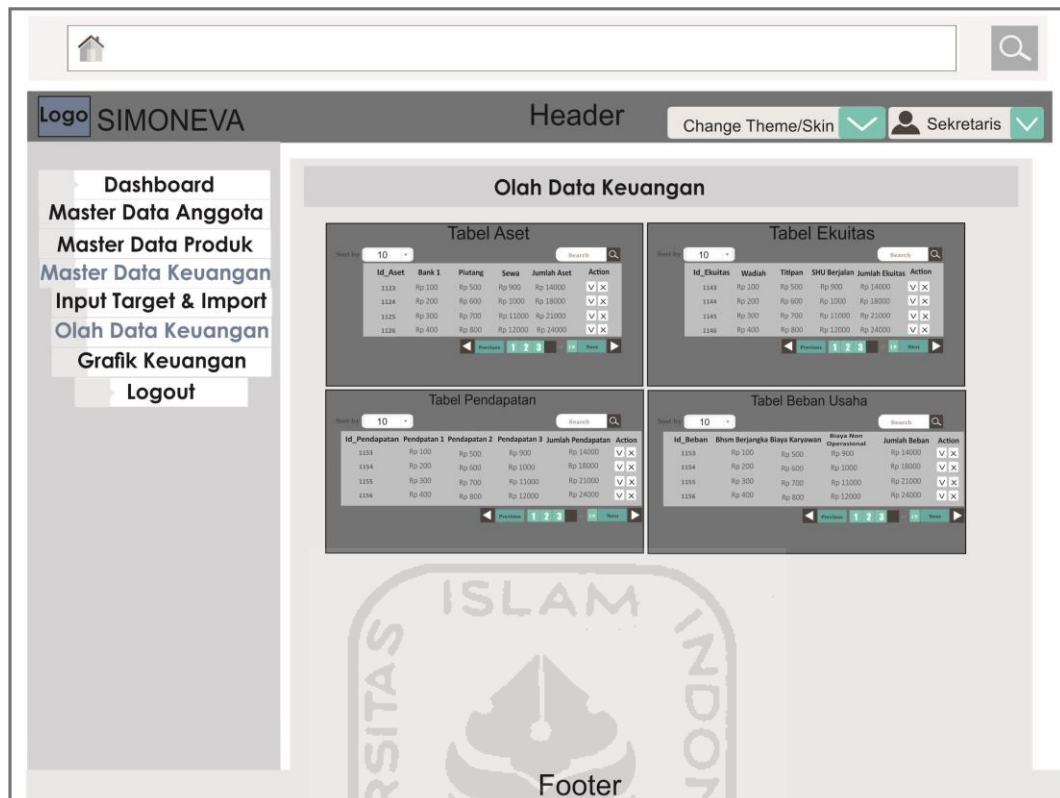 Logo SIMONEVA Header Change Theme/Skin Sekretaris
Dashboard
Master Data Anggota
Master Data Produk
Master Data Keuangan
Input Target & Import
Olah Data Keuangan
Grafik Keuangan
Logout
Olah Data Keuangan
Tabel Aset
Sort by 10 Search
Id_Aset Bank 1 Piutang Sewa Jumlah Aset Action
1123 Rp 100 Rp 500 Rp 900 Rp 14000 V X
1124 Rp 200 Rp 600 Rp 1000 Rp 18000 V X
1125 Rp 300 Rp 700 Rp 11000 Rp 21000 V X
1126 Rp 400 Rp 800 Rp 12000 Rp 24000 V X
Previous 1 2 3 10 Next
Tabel Ekuitas
Sort by 10 Search
Id_Ekuitas Wadiah Titipan SHU Berjalan Jumlah Ekuitas Action
1143 Rp 100 Rp 500 Rp 900 Rp 14000 V X
1144 Rp 200 Rp 600 Rp 1000 Rp 18000 V X
1145 Rp 300 Rp 700 Rp 11000 Rp 21000 V X
1146 Rp 400 Rp 800 Rp 12000 Rp 24000 V X
Previous 1 2 3 10 Next
Tabel Pendapatan
Sort by 10 Search
Id_Pendapatan Pendapatan 1 Pendapatan 2 Pendapatan 3 Jumlah Pendapatan Action
1153 Rp 100 Rp 500 Rp 900 Rp 14000 V X
1154 Rp 200 Rp 600 Rp 1000 Rp 18000 V X
1155 Rp 300 Rp 700 Rp 11000 Rp 21000 V X
1156 Rp 400 Rp 800 Rp 12000 Rp 24000 V X
Previous 1 2 3 10 Next
Tabel Beban Usaha
Sort by 10 Search
Id_Beban Bhsm Berjangka Biaya Karyawan Biaya Non Operasional Jumlah Beban Action
1153 Rp 100 Rp 500 Rp 900 Rp 14000 V X
1154 Rp 200 Rp 600 Rp 1000 Rp 18000 V X
1155 Rp 300 Rp 700 Rp 11000 Rp 21000 V X
1156 Rp 400 Rp 800 Rp 12000 Rp 24000 V X
Previous 1 2 3 10 Next
ISLAM
Footer